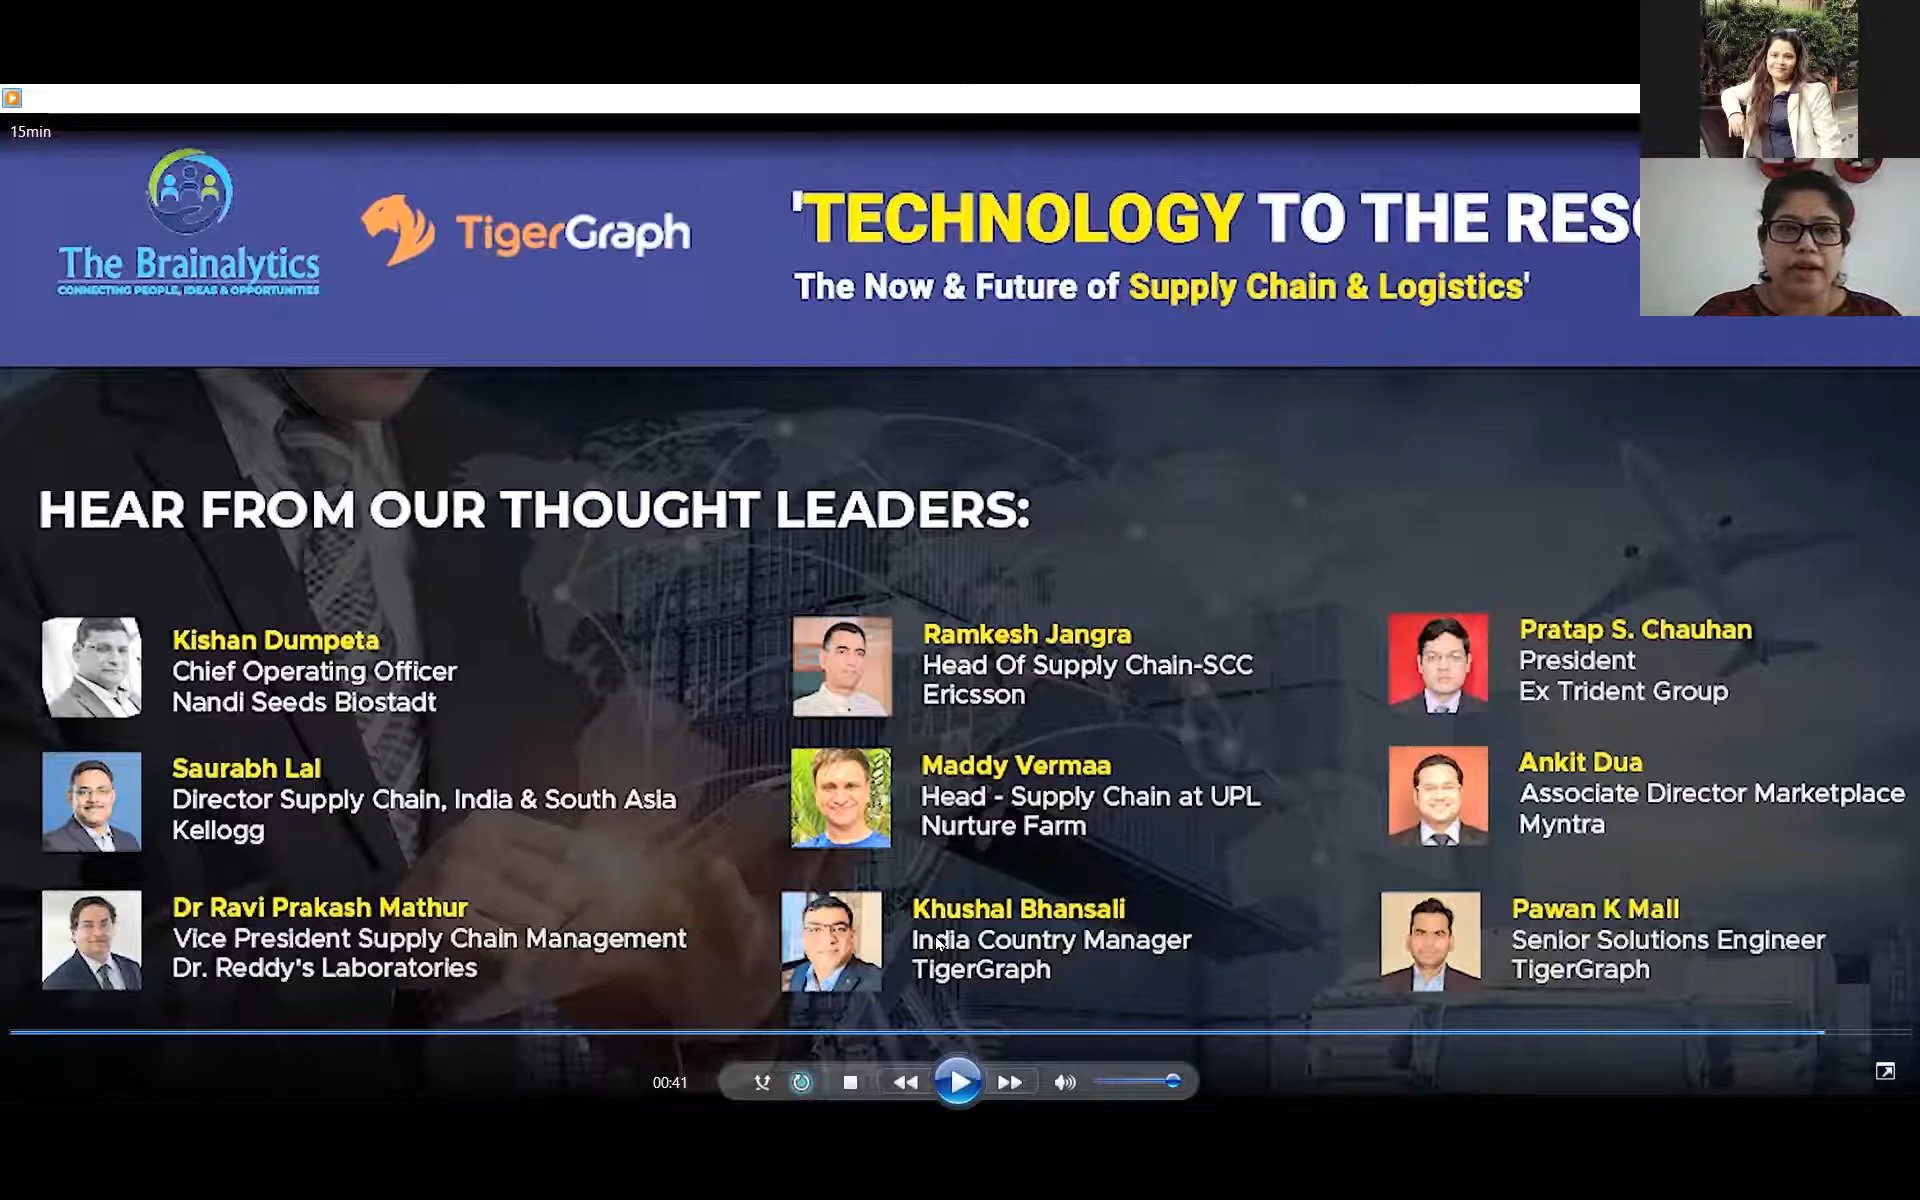 15min
The Brainalytics
CONNECTING PEOPLE, IDEAS & OPPORTUNITIES
TigerGraph
'TECHNOLOGY TO THE RESC
The Now & Future of Supply Chain & Logistics'
HEAR FROM OUR THOUGHT LEADERS:
Kishan Dumpeta
Chief Operating Officer
Nandi Seeds Biostadt
Ramkesh Jangra
Head Of Supply Chain-SCC
Ericsson
Pratap S. Chauhan
President
Ex Trident Group
Saurabh Lal
Director Supply Chain, India & South Asia
Kellogg
Maddy Vermaa
Head - Supply Chain at UPL
Nurture Farm
Ankit Dua
Associate Director Marketplace
Myntra
Dr Ravi Prakash Mathur
Vice President Supply Chain Management
Dr. Reddy's Laboratories
Khushal Bhansali
India Country Manager
TigerGraph
Pawan K Mall
Senior Solutions Engineer
TigerGraph
00:41